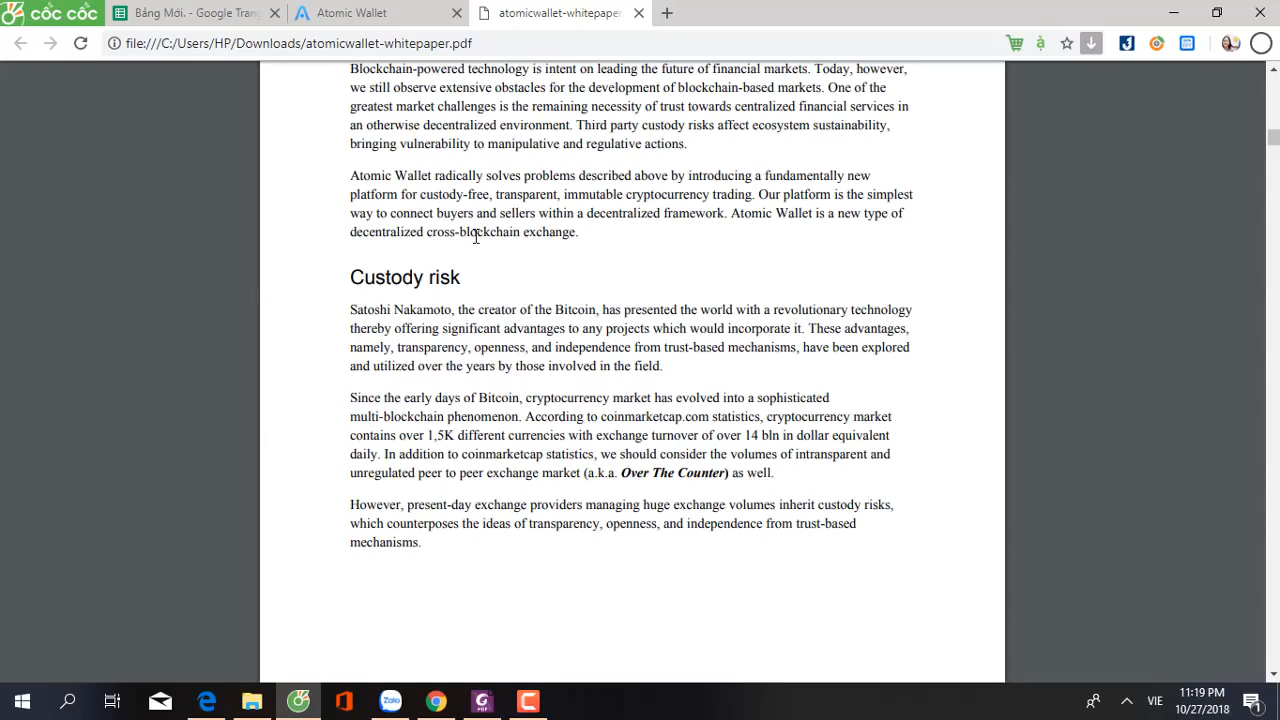 cốc cốc
Bảng Mới. - Google Tran
Atomic Wallet
atomicwallet-whitepaper.
file:///C:/Users/HP/Downloads/atomicwallet-whitepaper.pdf
Blockchain-powered technology is intent on leading the future of financial markets. Today, however,
we still observe extensive obstacles for the development of blockchain-based markets. One of the
greatest market challenges is the remaining necessity of trust towards centralized financial services in
an otherwise decentralized environment. Third party custody risks affect ecosystem sustainability,
bringing vulnerability to manipulative and regulative actions.
Atomic Wallet radically solves problems described above by introducing a fundamentally new
platform for custody-free, transparent, immutable cryptocurrency trading. Our platform is the simplest
way to connect buyers and sellers within a decentralized framework. Atomic Wallet is a new type of
decentralized cross-blockchain exchange.
Custody risk
Satoshi Nakamoto, the creator of the Bitcoin, has presented the world with a revolutionary technology
thereby offering significant advantages to any projects which would incorporate it. These advantages,
namely, transparency, openness, and independence from trust-based mechanisms, have been explored
and utilized over the years by those involved in the field.
Since the early days of Bitcoin, cryptocurrency market has evolved into a sophisticated
multi-blockchain phenomenon. According to coinmarketcap.com statistics, cryptocurrency market
contains over 1,5K different currencies with exchange turnover of over 14 bln in dollar equivalent
daily. In addition to coinmarketcap statistics, we should consider the volumes of intransparent and
unregulated peer to peer exchange market (a.k.a. Over The Counter) as well.
However, present-day exchange providers managing huge exchange volumes inherit custody risks,
which counterposes the ideas of transparency, openness, and independence from trust-based
mechanisms.
Zalo
PDF
VIE
11:19 PM
10/27/2018
1